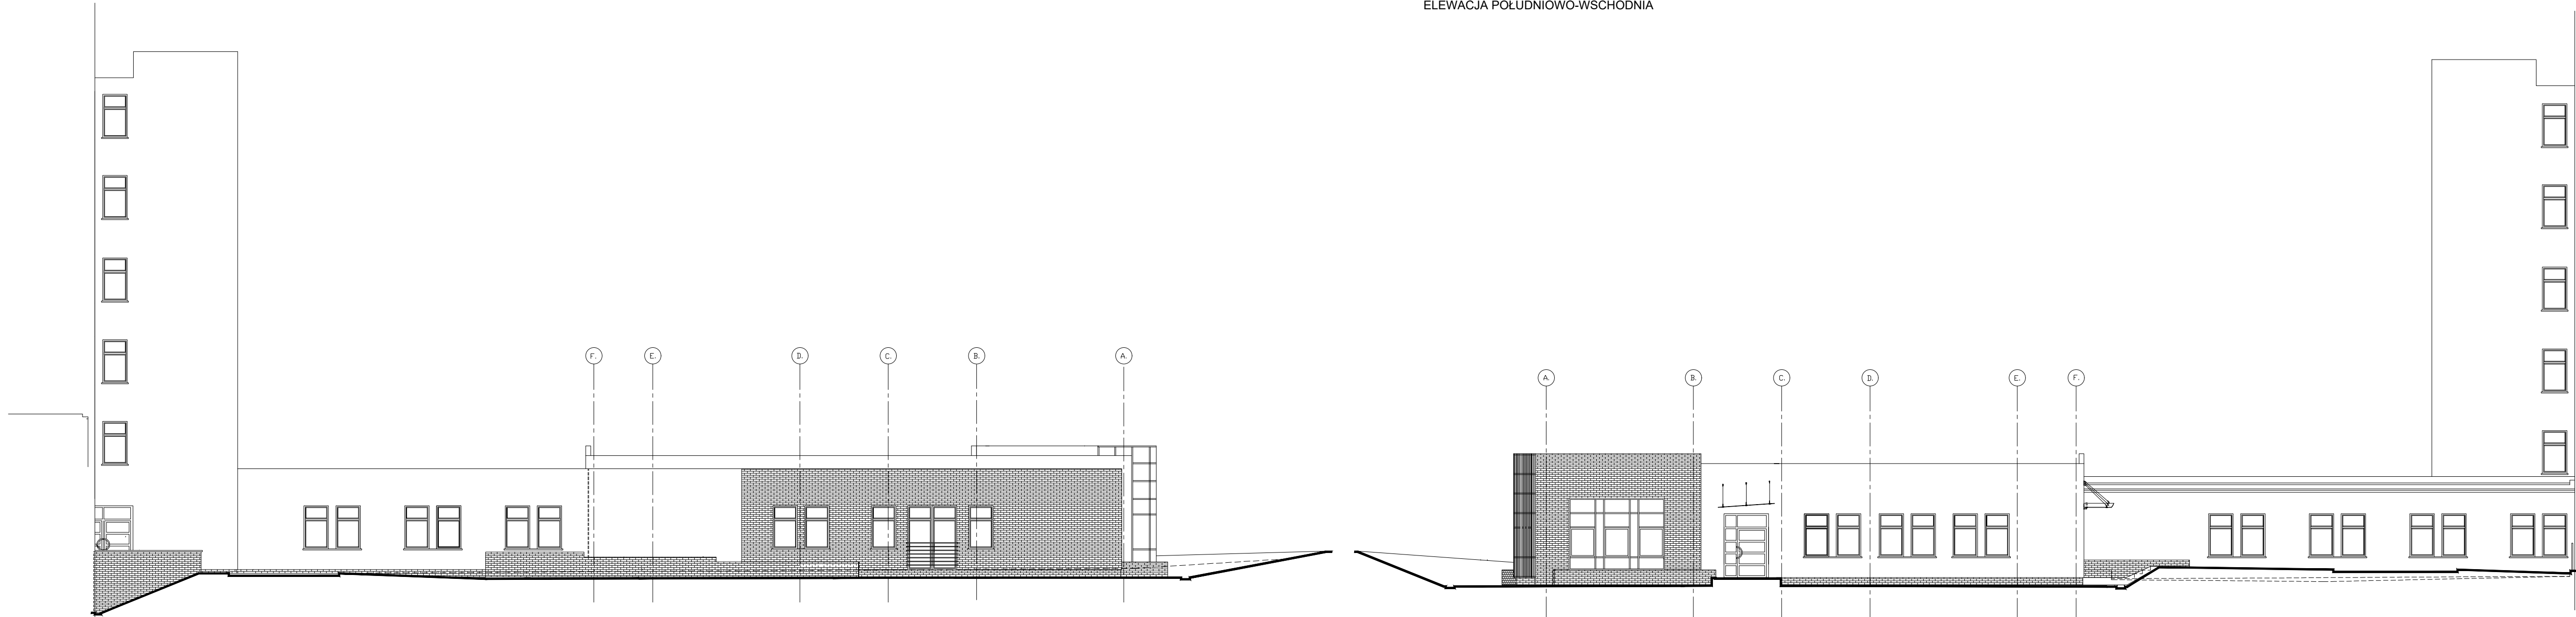 ELEWACJA POŁUDNIOWO-WSCHODNIA
F. E. D. C. B. A.
A. B. C. D. E. F.